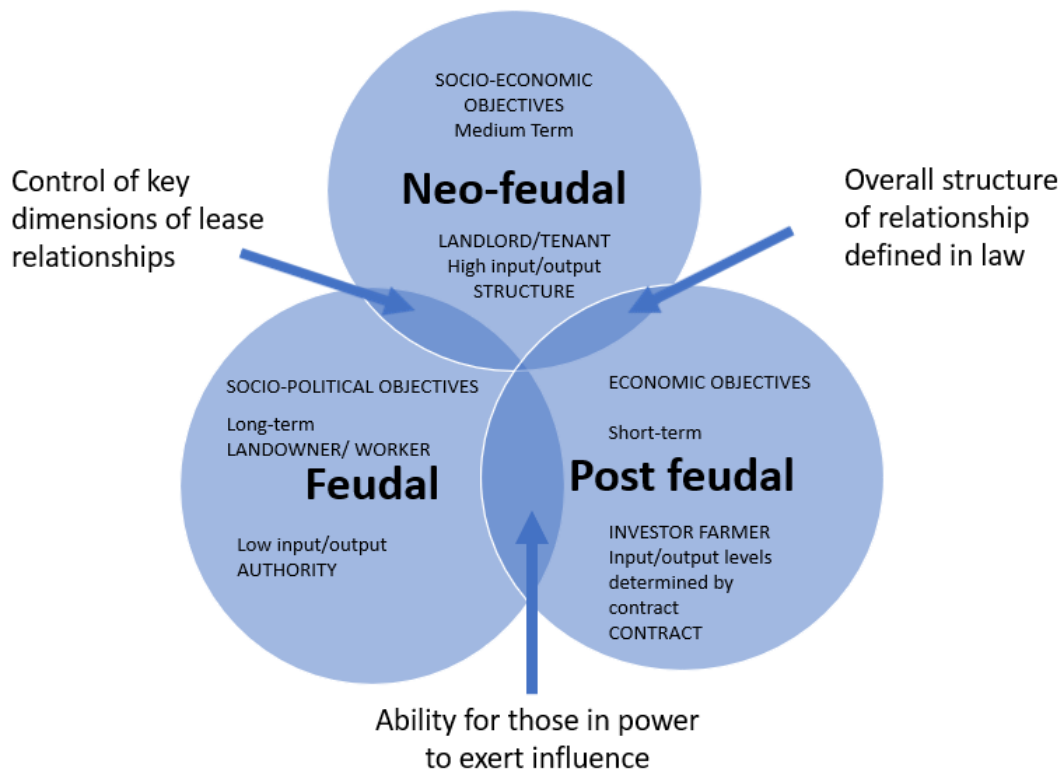 SOCIO-ECONOMIC
OBJECTIVES
Medium Term
Neo-feudal
LANDLORD/TENANT
High input/output
STRUCTURE
Control of key
dimensions of lease
relationships
Overall structure
of relationship
defined in law
SOCIO-POLITICAL OBJECTIVES
Long-term
LANDOWNER/ WORKER
Feudal
Low input/output
AUTHORITY
ECONOMIC OBJECTIVES
Short-term
Post feudal
INVESTOR FARMER
Input/output levels
determined by
contract
CONTRACT
Ability for those in power
to exert influence